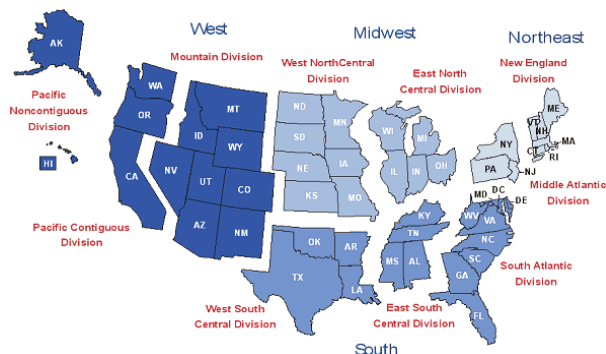 West
Midwest
Northeast
Mountain Division
West NorthCentral
Division
East North
Central Division
New England
Division
Pacific
Noncontiguous
Division
Pacific Contiguous
Division
Middle Atlantic
Division
South Atlantic
Division
West South
Central Division
East South
Central Division
South
AK
HI
WA
OR
CA
MT
ID
WY
NV
UT
CO
AZ
NM
ND
SD
NE
KS
MN
IA
MO
WI
MI
IL
IN
OH
ME
VT
NH
MA
CT
RI
NY
PA
NJ
MD
DC
DE
WV
VA
NC
SC
GA
FL
KY
TN
MS
AL
OK
AR
TX
LA